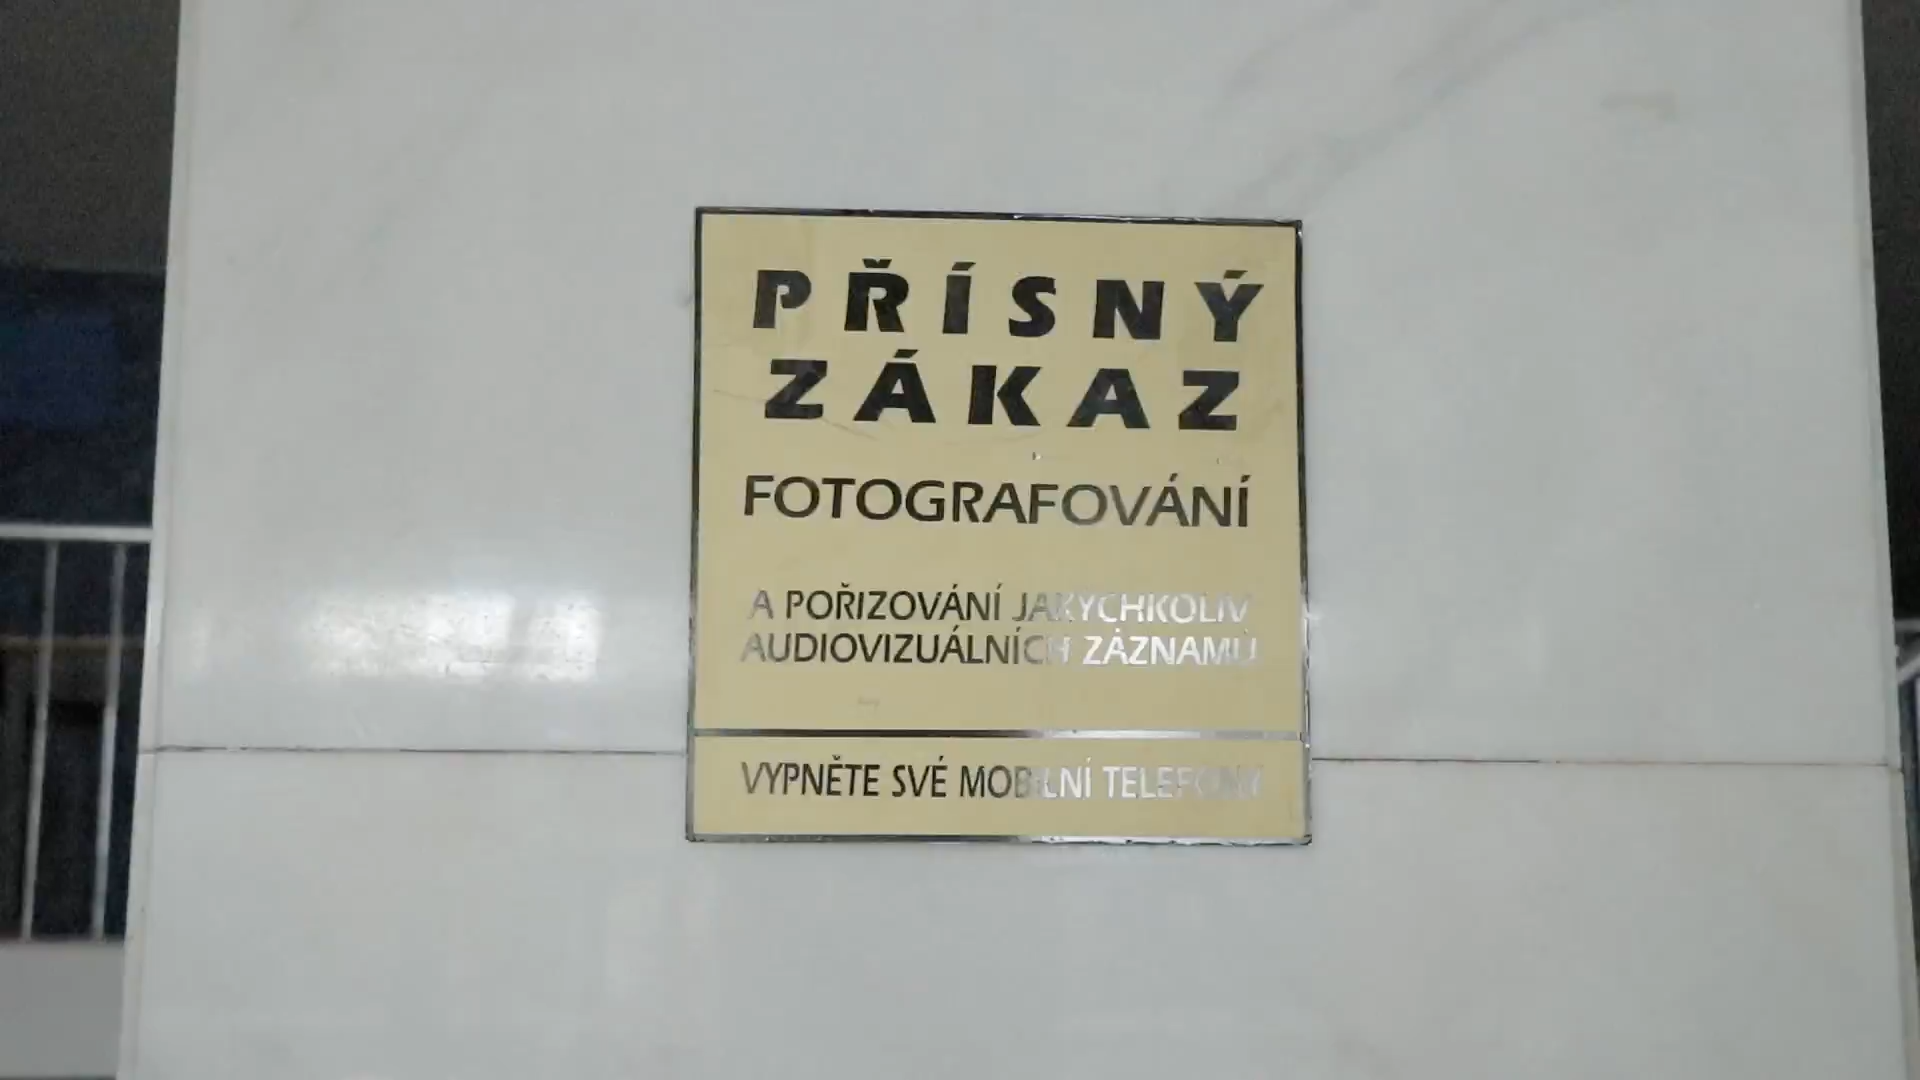 PŘÍSNÝ
ZÁKAZ
FOTOGRAFOVÁNÍ
A POŘIZOVÁNÍ JAKÝCHKOLIV
AUDIOVIZUÁLNÍCH ZÁZNAMŮ
VYPNĚTE SVÉ MOBILNÍ TELEFONY